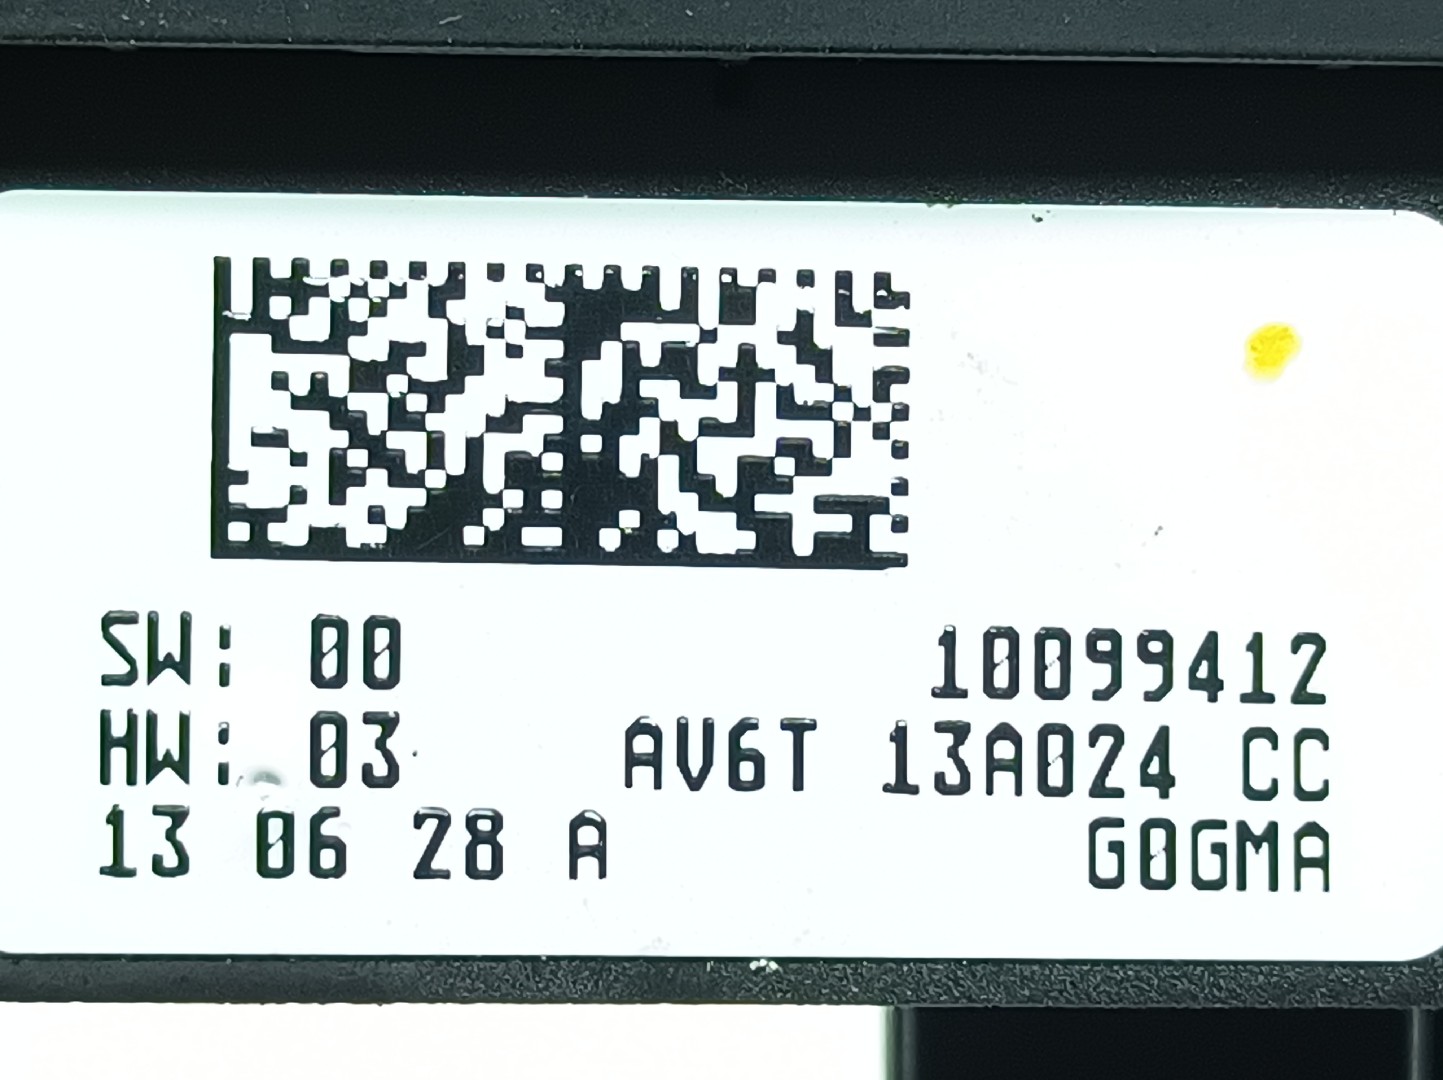 SW: 00 10099412
HW: 03 AV6T 13A024 CC
13 06 28 A G0GMA